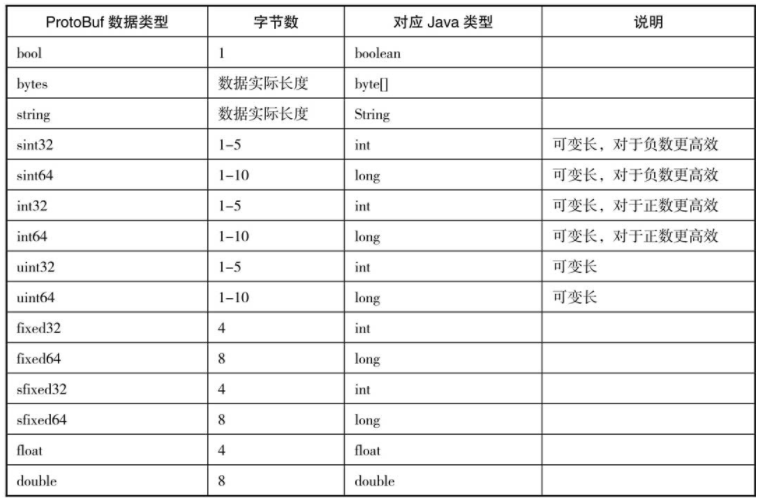 ProtoBuf 数据类型 字节数 对应 Java 类型 说明
bool 1 boolean
bytes 数据实际长度 byte[]
string 数据实际长度 String
sint32 1-5 int 可变长，对于负数更高效
sint64 1-10 long 可变长，对于负数更高效
int32 1-5 int 可变长，对于正数更高效
int64 1-10 long 可变长，对于正数更高效
uint32 1-5 int 可变长
uint64 1-10 long 可变长
fixed32 4 int
fixed64 8 long
sfixed32 4 int
sfixed64 8 long
float 4 float
double 8 double